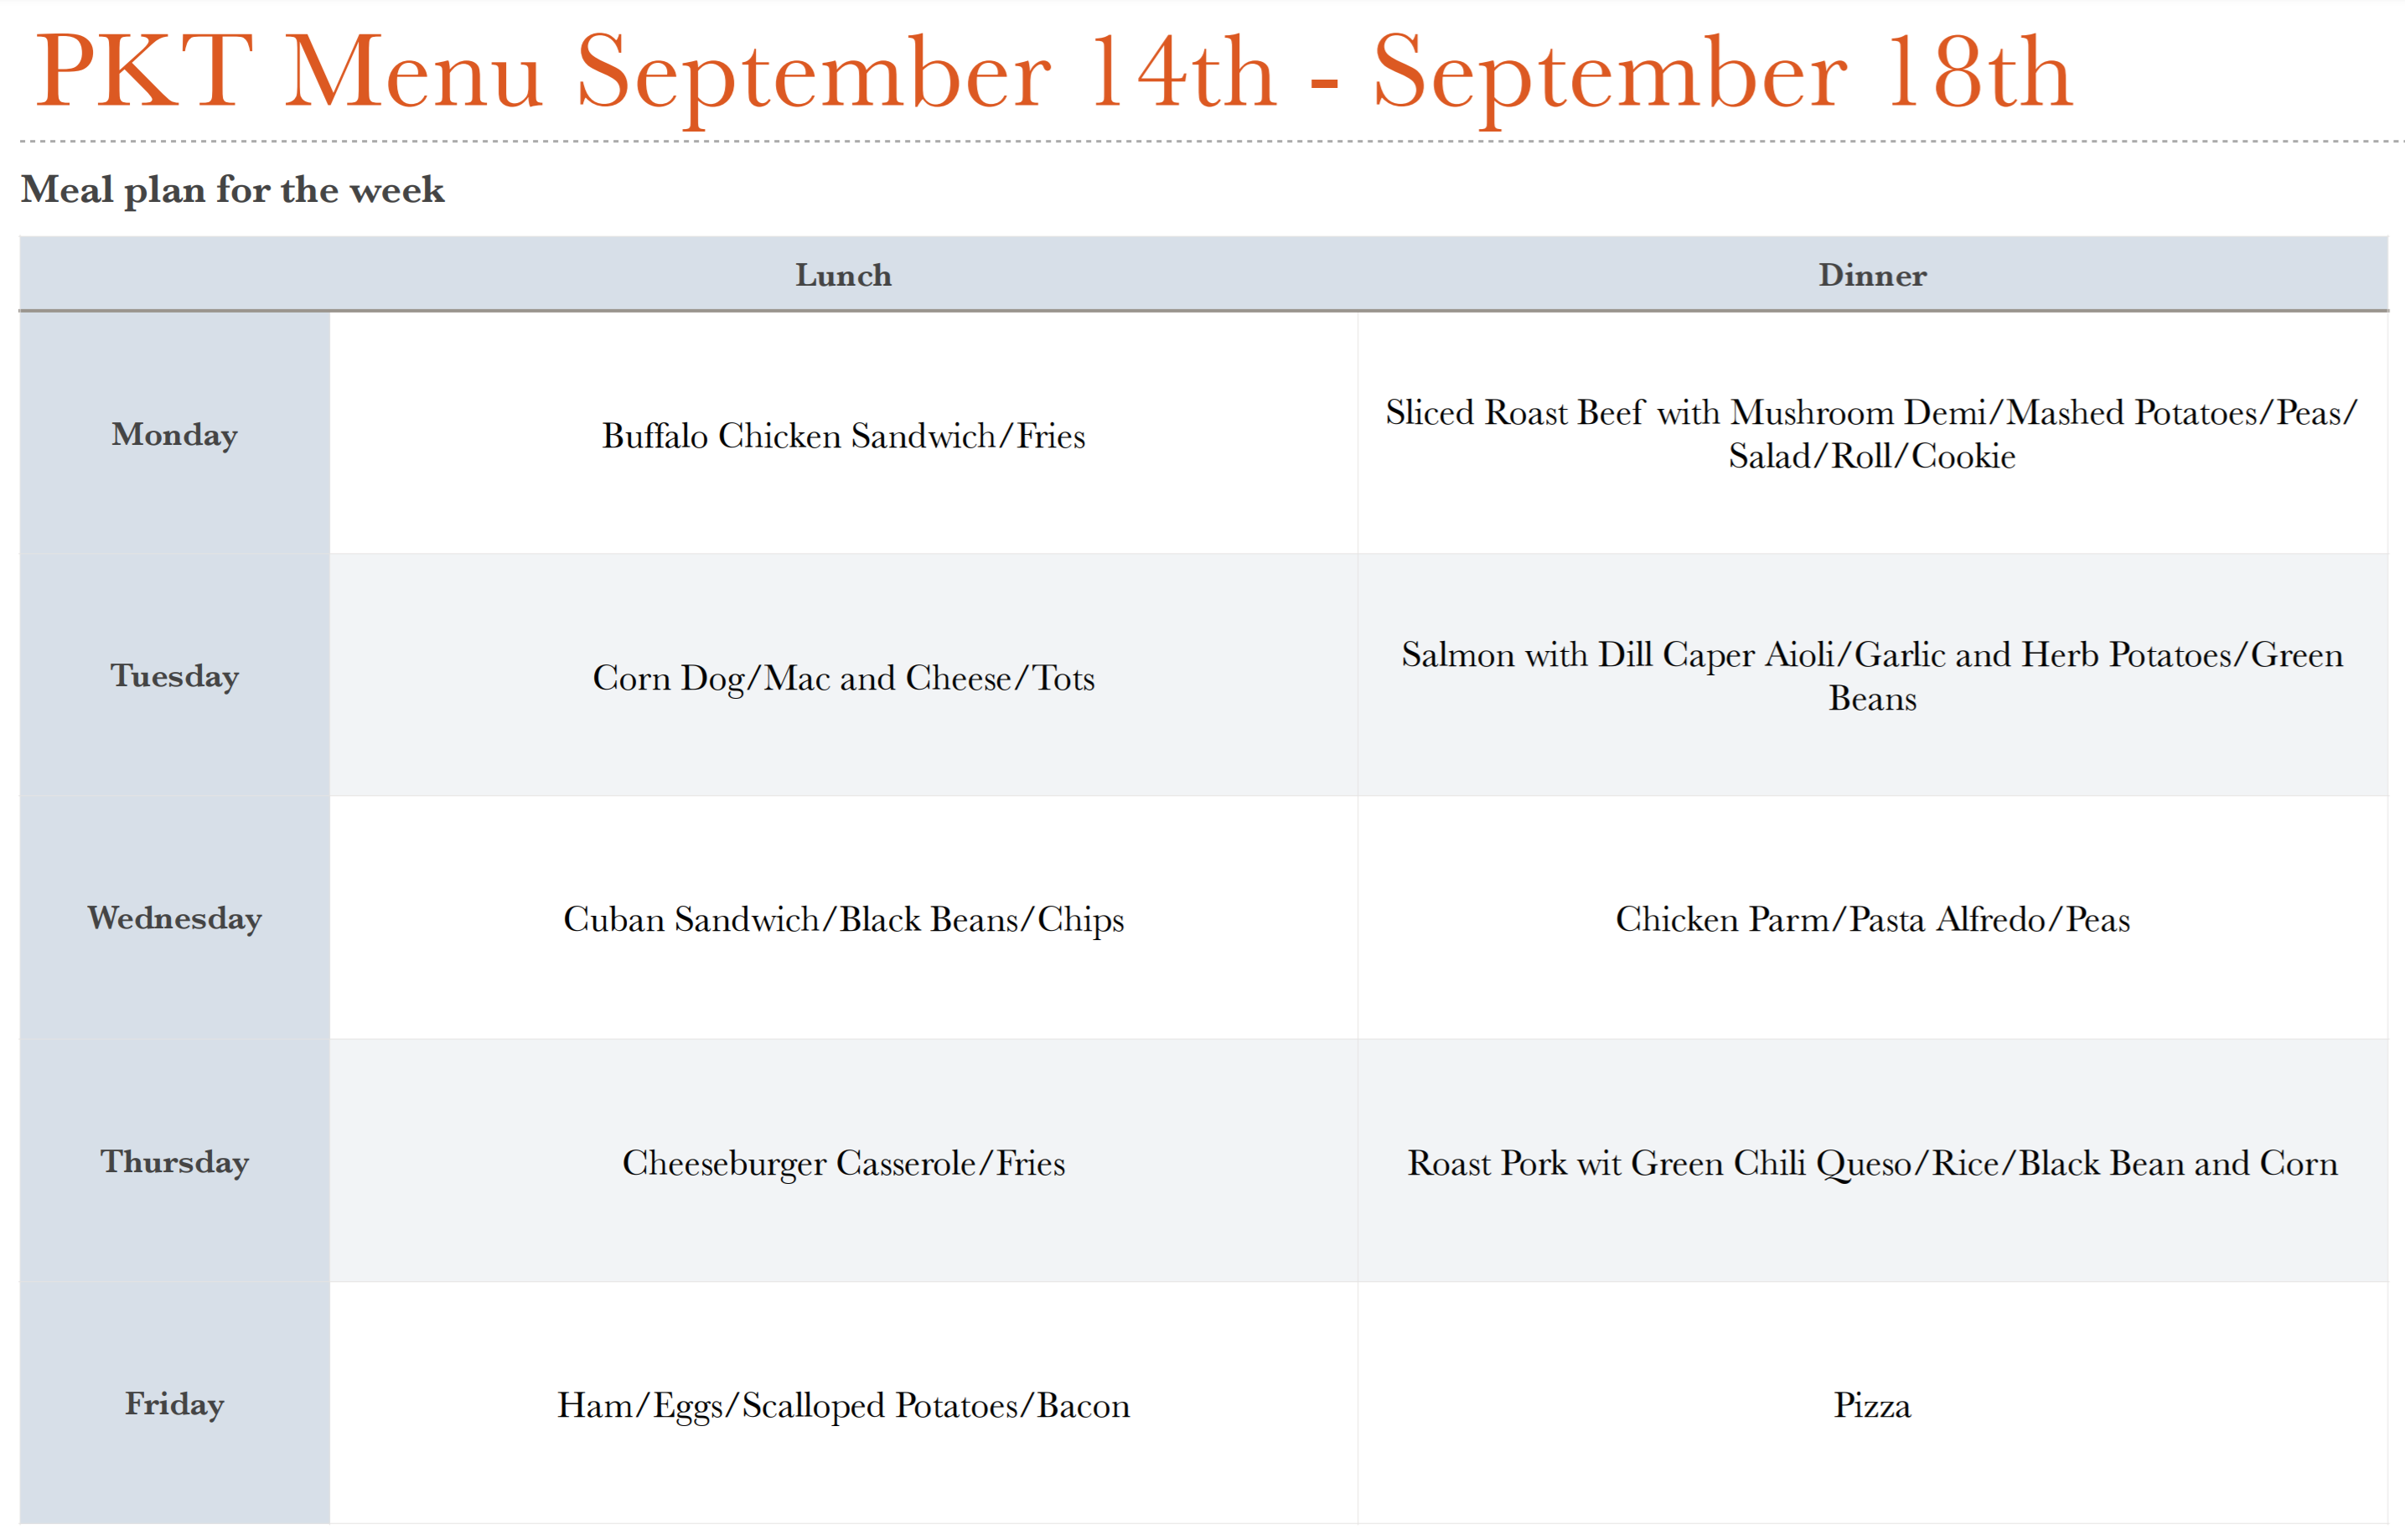 PKT Menu September 14th - September 18th
Meal plan for the week
Lunch Dinner
Monday
Buffalo Chicken Sandwich/Fries
Sliced Roast Beef with Mushroom Demi/Mashed Potatoes/Peas/
Salad/Roll/Cookie
Tuesday
Corn Dog/Mac and Cheese/Tots
Salmon with Dill Caper Aioli/Garlic and Herb Potatoes/Green
Beans
Wednesday
Cuban Sandwich/Black Beans/Chips
Chicken Parm/Pasta Alfredo/Peas
Thursday
Cheeseburger Casserole/Fries
Roast Pork wit Green Chili Queso/Rice/Black Bean and Corn
Friday
Ham/Eggs/Scalloped Potatoes/Bacon
Pizza